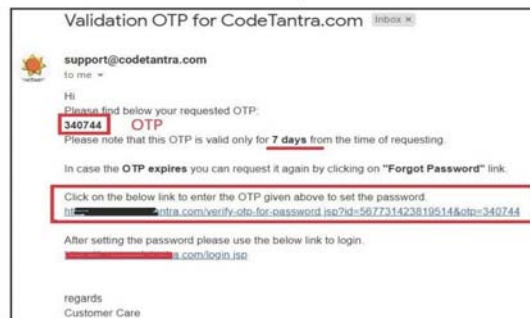 Validation OTP for CodeTantra.com Inbox ×
support@codetantra.com
to me
Hi
Please find below your requested OTP:
340744 OTP
Please note that this OTP is valid only for 7 days from the time of requesting.
In case the OTP expires you can request it again by clicking on "Forgot Password" link.
Click on the below link to enter the OTP given above to set the password.
ntra.com/verify-otp-for-password.jsp?id=567731423819514&otp=340744
After setting the password please use the below link to login.
a.com/login.jsp
regards
Customer Care